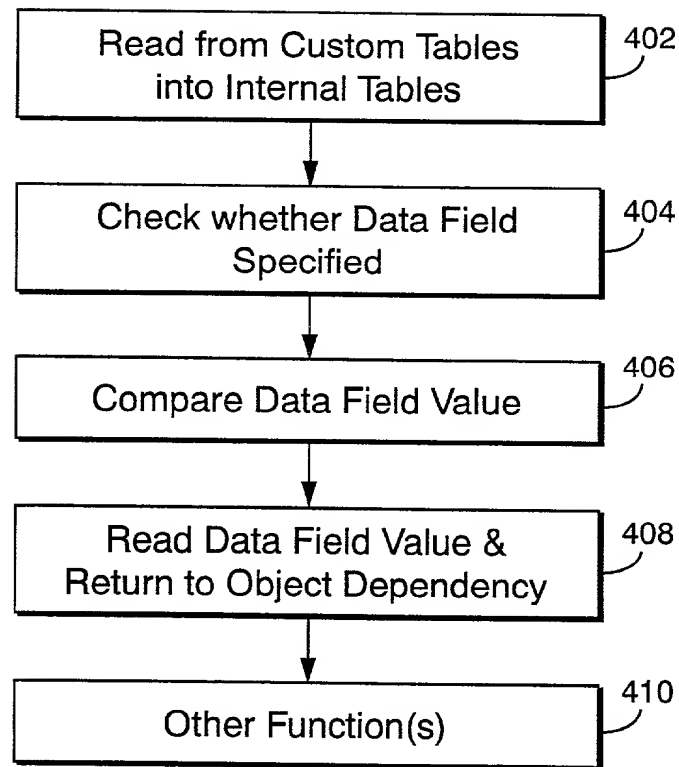 Read from Custom Tables
into Internal Tables
402
Check whether Data Field
Specified
404
Compare Data Field Value
406
Read Data Field Value &
Return to Object Dependency
408
Other Function(s)
410